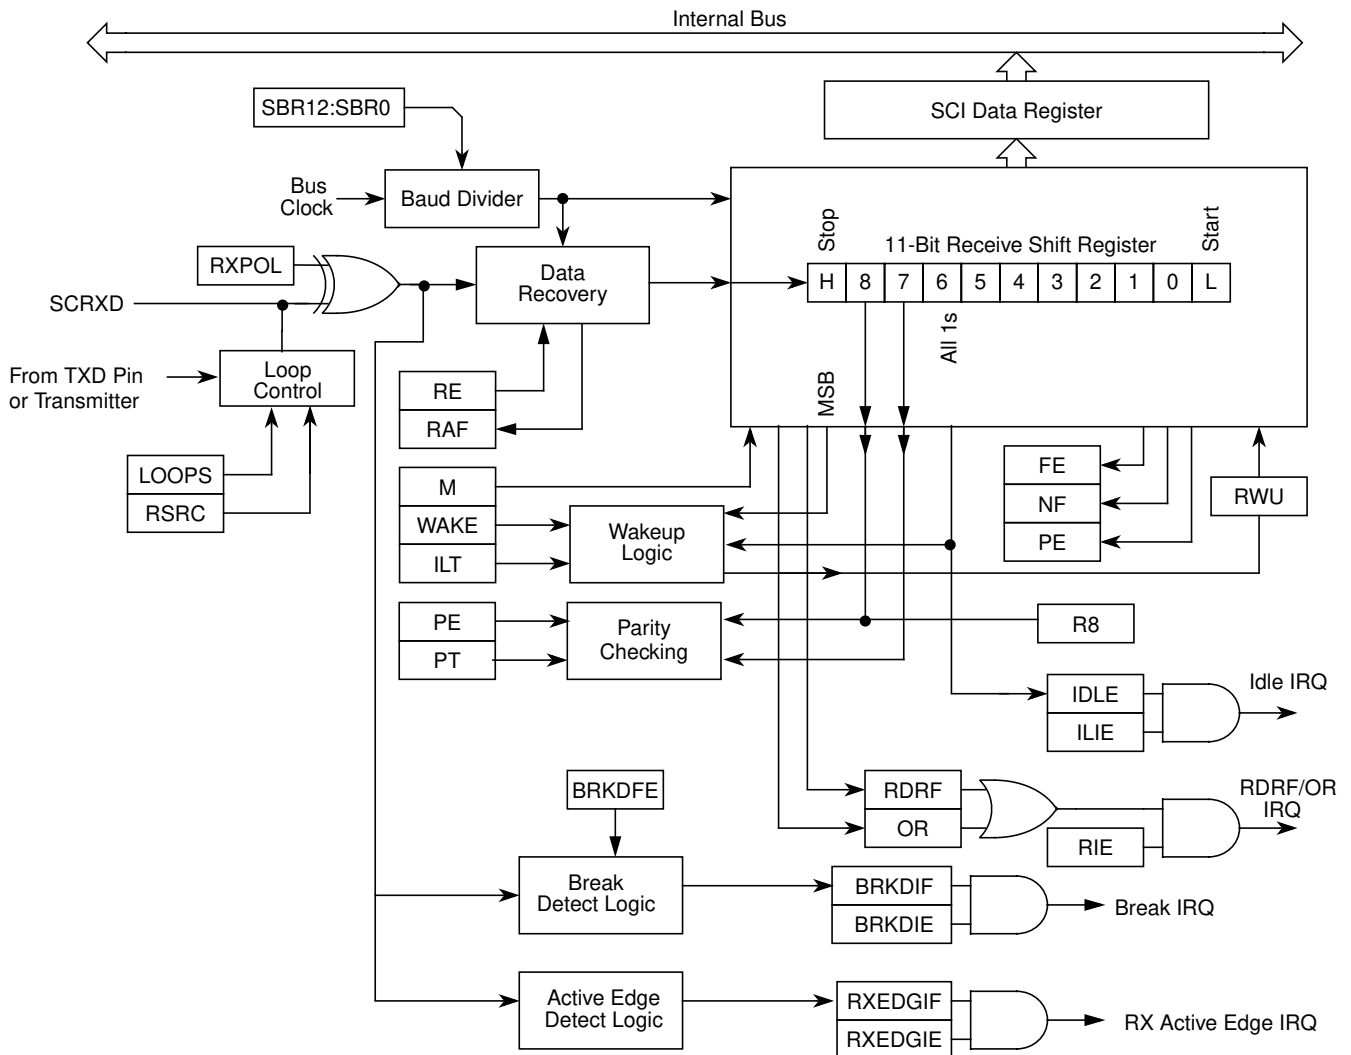 Internal Bus
SBR12:SBR0
SCI Data Register
Bus
Clock
Baud Divider
Stop
11-Bit Receive Shift Register
Start
RXPOL
Data
Recovery
H 8 7 6 5 4 3 2 1 0 L
SCRXD
All 1s
From TXD Pin
or Transmitter
Loop
Control
RE
RAF
MSB
LOOPS
RSRC
M
WAKE
ILT
Wakeup
Logic
FE
NF
PE
RWU
PE
PT
Parity
Checking
R8
IDLE
ILIE
Idle IRQ
BRKDFE
RDRF
OR
RIE
RDRF/OR
IRQ
Break
Detect Logic
BRKDIF
BRKDIE
Break IRQ
Active Edge
Detect Logic
RXEDGIF
RXEDGIE
RX Active Edge IRQ